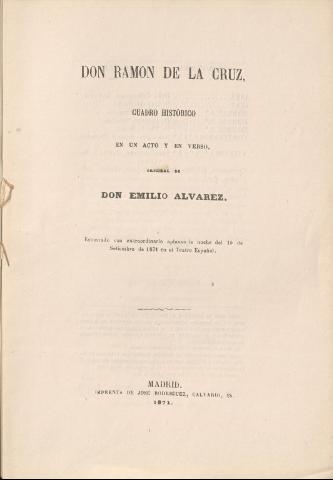 DON RAMON DE LA CRUZ,
CUADRO HISTÓRICO
EN UN ACTO Y EN VERSO,
ORIGINAL DE
DON EMILIO ALVAREZ.
Estrenado con extraordinario aplauso la noche del 10 de
Setiembre de 1871 en el Teatro Español.
MADRID.
IMPRENTA DE JOSÉ RODRIGUEZ, CALVARIO,
1871.